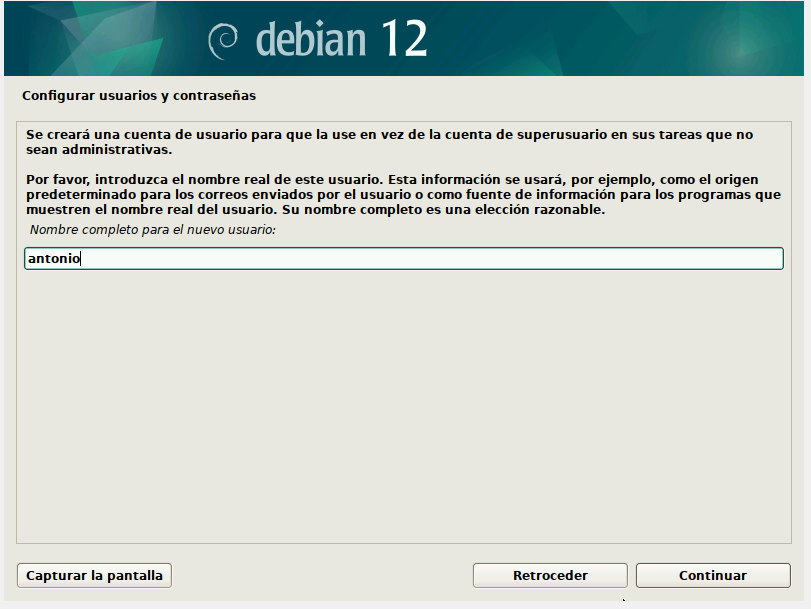 debian 12
Configurar usuarios y contraseñas
Se creará una cuenta de usuario para que la use en vez de la cuenta de superusuario en sus tareas que no
sean administrativas.
Por favor, introduzca el nombre real de este usuario. Esta información se usará, por ejemplo, como el origen
predeterminado para los correos enviados por el usuario o como fuente de información para los programas que
muestren el nombre real del usuario. Su nombre completo es una elección razonable.
Nombre completo para el nuevo usuario:
antonio
Capturar la pantalla
Retroceder
Continuar